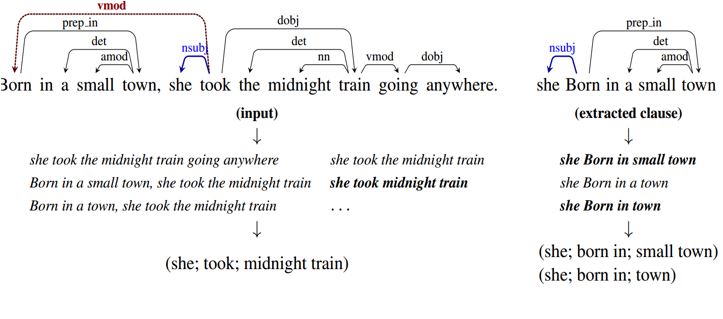 vmod
prep_in dobj prep_in
det nsubj det nsubj det
amod nn vmod dobj amod
Born in a small town, she took the midnight train going anywhere. she Born in a small town
(input) (extracted clause)
↓ ↓
she took the midnight train going anywhere she took the midnight train she Born in small town
Born in a small town, she took the midnight train she took midnight train she Born in a town
Born in a town, she took the midnight train . . . she Born in town
↓ ↓
(she; took; midnight train) (she; born in; small town)
(she; born in; town)